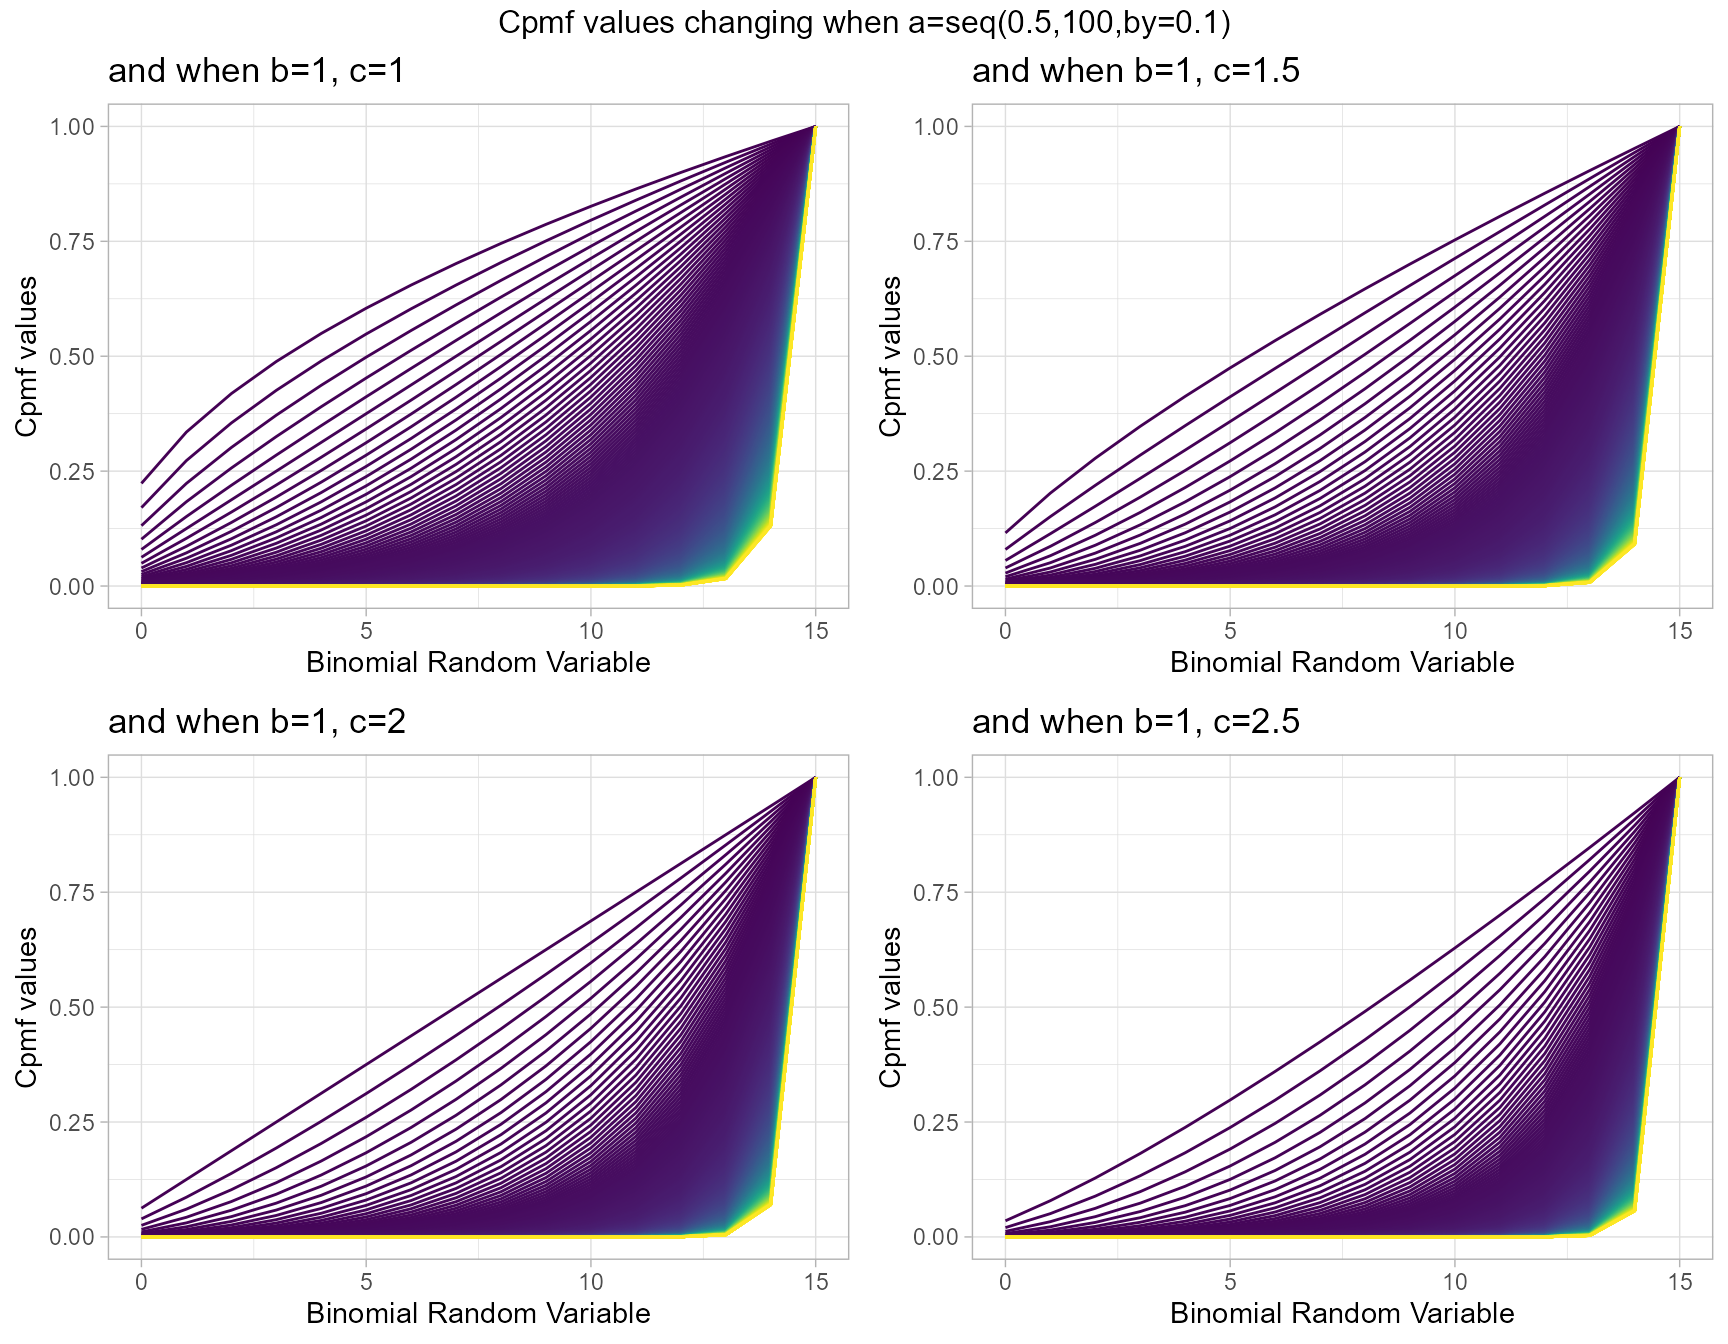 Cpmf values changing when a=seq(0.5,100,by=0.1)
and when b=1, c=1
1.00
0.75
0.50
0.25
0.00
Cpmf values
0 5 10 15
Binomial Random Variable
and when b=1, c=1.5
1.00
0.75
0.50
0.25
0.00
Cpmf values
0 5 10 15
Binomial Random Variable
and when b=1, c=2
1.00
0.75
0.50
0.25
0.00
Cpmf values
0 5 10 15
Binomial Random Variable
and when b=1, c=2.5
1.00
0.75
0.50
0.25
0.00
Cpmf values
0 5 10 15
Binomial Random Variable